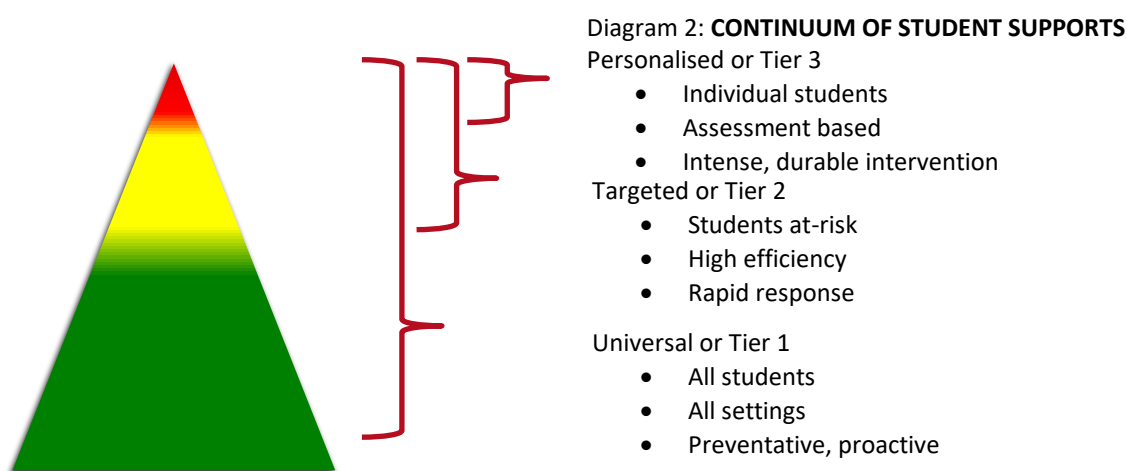 Diagram 2: CONTINUUM OF STUDENT SUPPORTS
Personalised or Tier 3
• Individual students
• Assessment based
• Intense, durable intervention
Targeted or Tier 2
• Students at-risk
• High efficiency
• Rapid response
Universal or Tier 1
• All students
• All settings
• Preventative, proactive